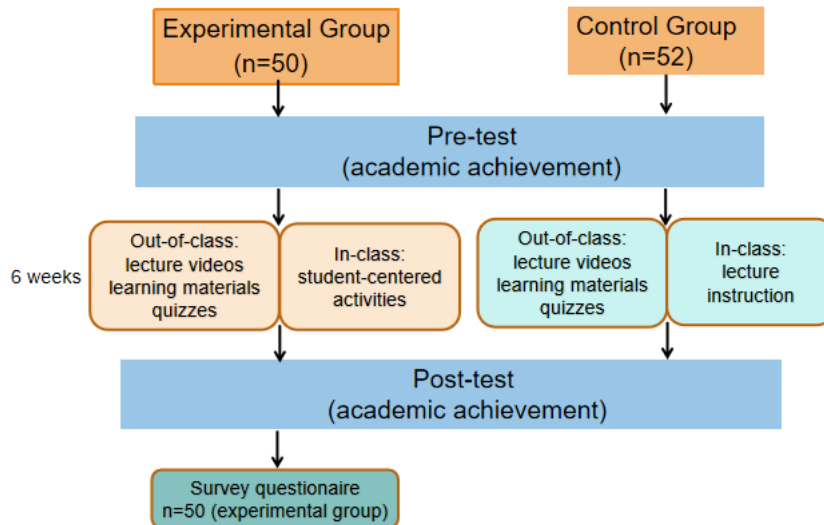 Experimental Group
(n=50)
Control Group
(n=52)
Pre-test
(academic achievement)
6 weeks
Out-of-class:
lecture videos
learning materials
quizzes
In-class:
student-centered
activities
Out-of-class:
lecture videos
learning materials
quizzes
In-class:
lecture
instruction
Post-test
(academic achievement)
Survey questionaire
n=50 (experimental group)